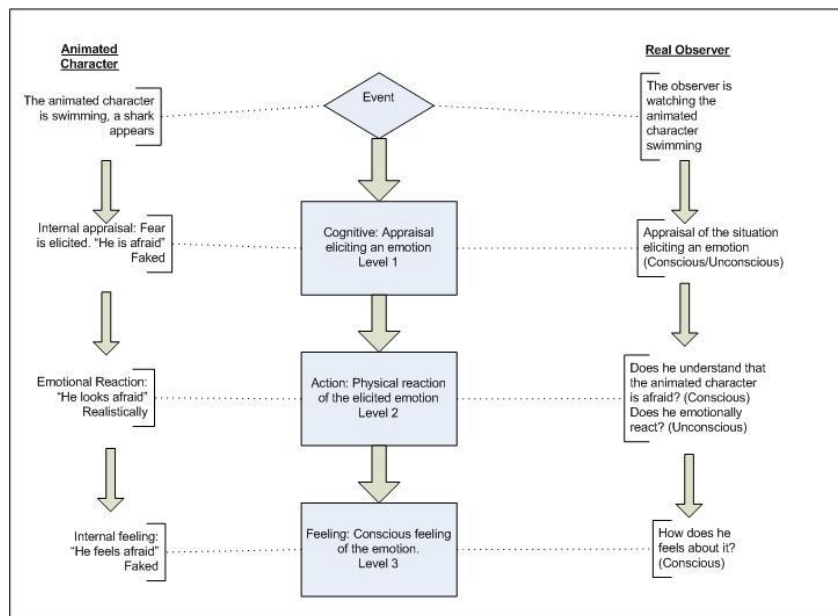 Animated
Character
Real Observer
The animated character
is swimming, a shark
appears
Event
The observer is
watching the
animated
character
swimming
Internal appraisal: Fear
is elicited. “He is afraid”
Faked
Cognitive: Appraisal
eliciting an emotion
Level 1
Appraisal of the situation
eliciting an emotion
(Conscious/Unconscious)
Emotional Reaction:
“He looks afraid”
Realistically
Action: Physical reaction
of the elicited emotion
Level 2
Does he understand that
the animated character
is afraid? (Conscious)
Does he emotionally
react? (Unconscious)
Internal feeling:
“He feels afraid”
Faked
Feeling: Conscious feeling
of the emotion.
Level 3
How does he
feels about it?
(Conscious)